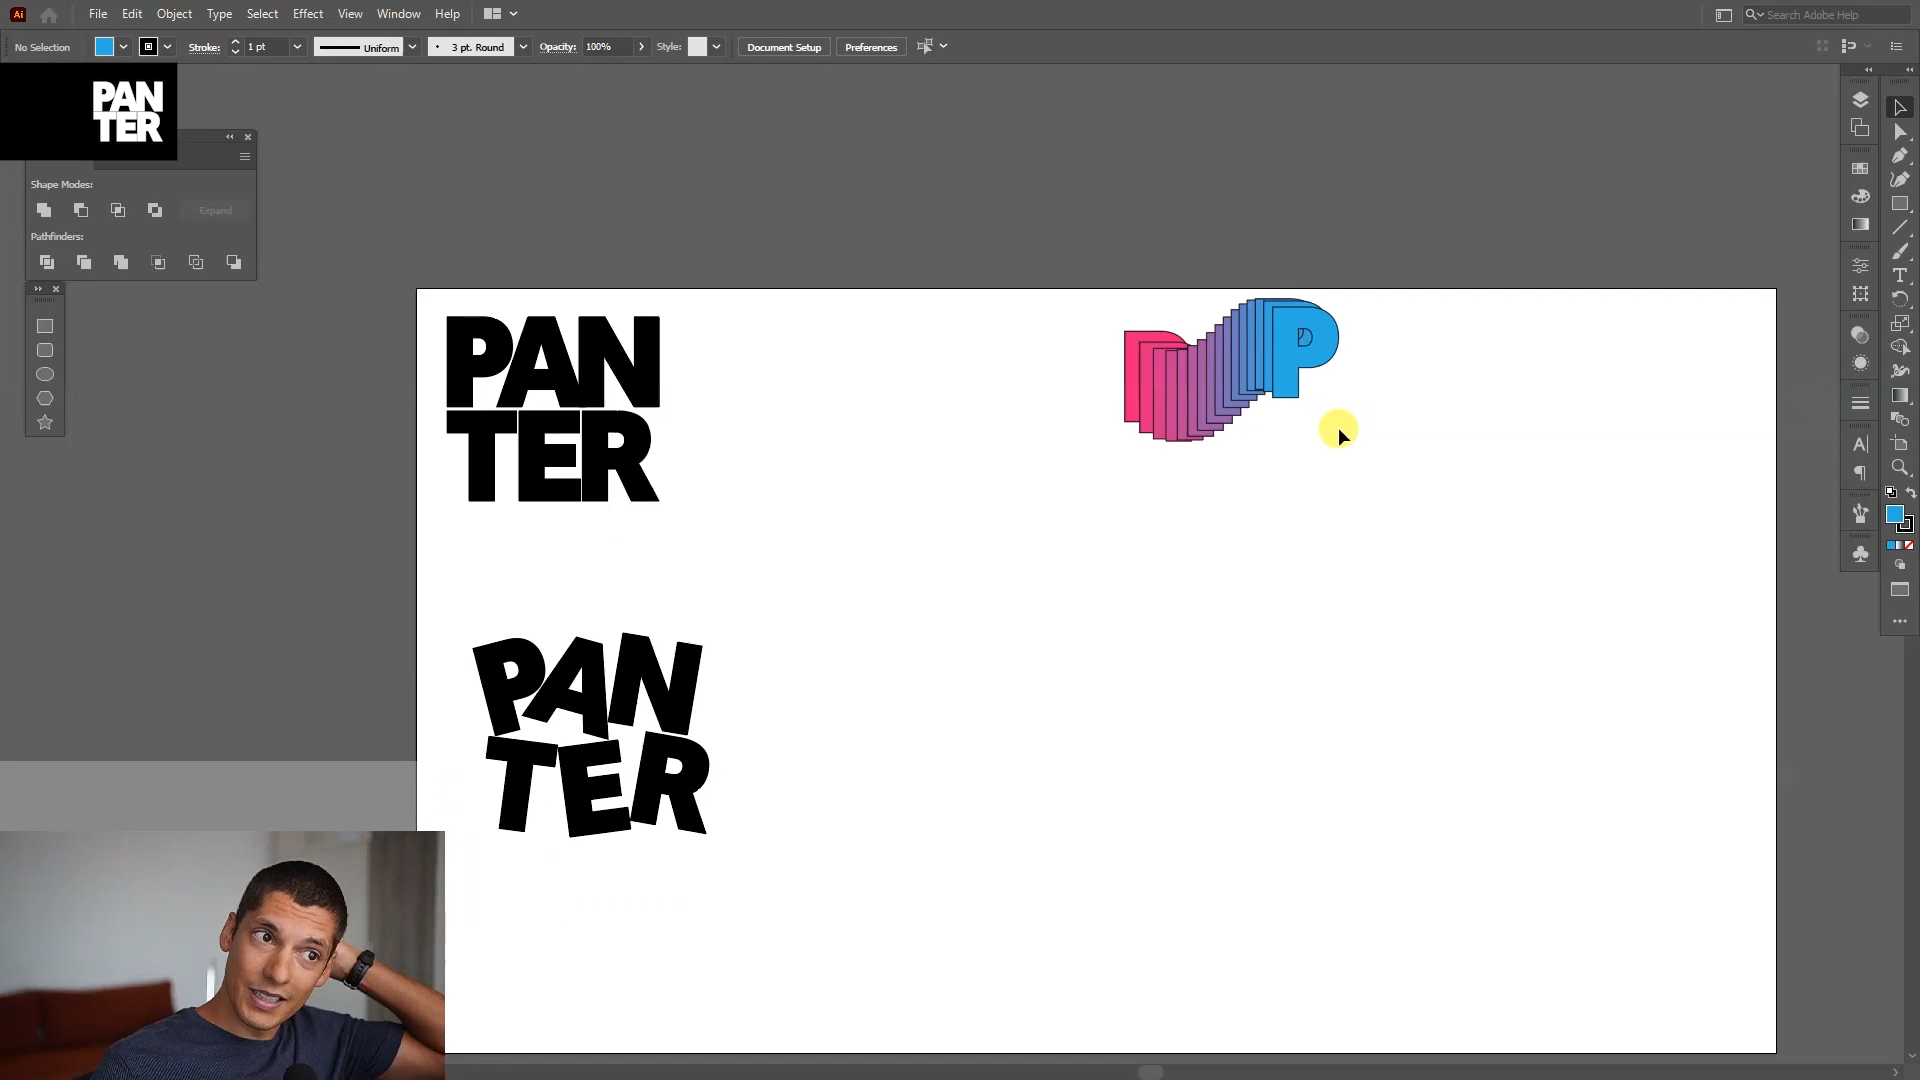 Ai File Edit Object Type Select Effect View Window Help Search Adobe Help
No Selection Stroke: 1 pt Uniform 3 pt. Round Opacity: 100% Style: Document Setup Preferences
PAN
TER
Shape Modes:
Expand
Pathfinders:
PAN
TER
P
PAN
TER